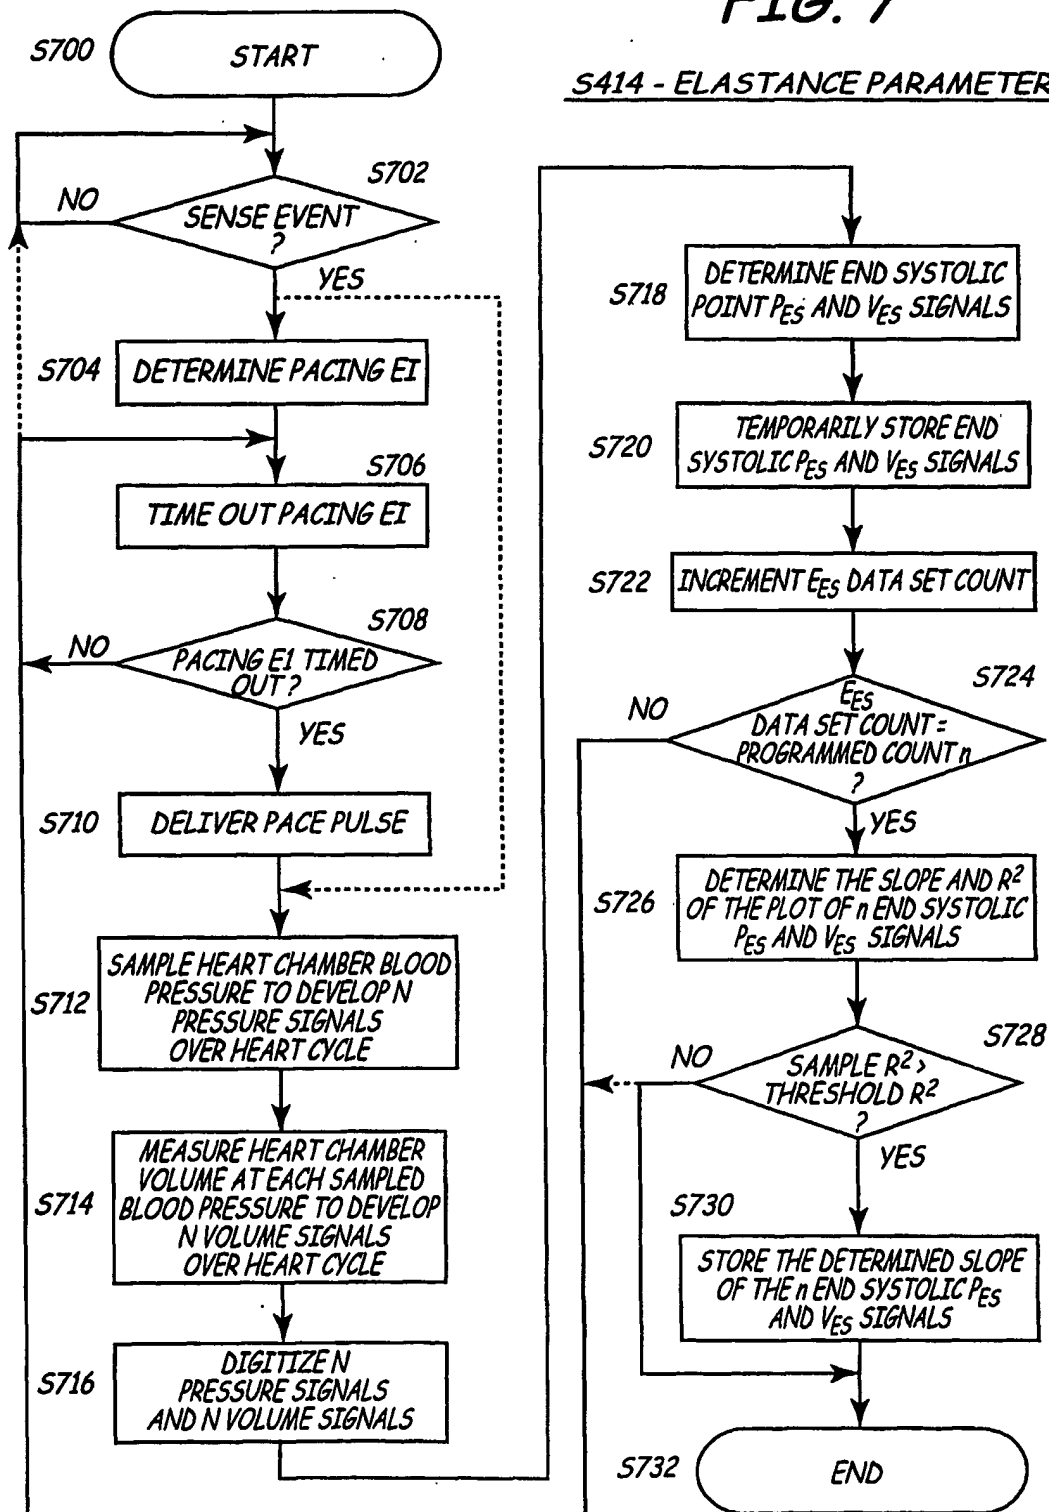 FIG. 7
S414 - ELASTANCE PARAMETER
S700
START
S702
NO
SENSE EVENT
?
YES
S704
DETERMINE PACING EI
S706
TIME OUT PACING EI
S708
NO
PACING E1 TIMED
OUT?
YES
S710
DELIVER PACE PULSE
S712
SAMPLE HEART CHAMBER BLOOD
PRESSURE TO DEVELOP N
PRESSURE SIGNALS
OVER HEART CYCLE
S714
MEASURE HEART CHAMBER
VOLUME AT EACH SAMPLED
BLOOD PRESSURE TO DEVELOP
N VOLUME SIGNALS
OVER HEART CYCLE
S716
DIGITIZE N
PRESSURE SIGNALS
AND N VOLUME SIGNALS
S718
DETERMINE END SYSTOLIC
POINT PES AND VES SIGNALS
S720
TEMPORARILY STORE END
SYSTOLIC PES AND VES SIGNALS
S722
INCREMENT EES DATA SET COUNT
S724
NO
EES
DATA SET COUNT =
PROGRAMMED COUNT n
?
YES
S726
DETERMINE THE SLOPE AND R²
OF THE PLOT OF n END SYSTOLIC
PES AND VES SIGNALS
S728
NO
SAMPLE R² >
THRESHOLD R²
?
YES
S730
STORE THE DETERMINED SLOPE
OF THE n END SYSTOLIC PES
AND VES SIGNALS
S732
END